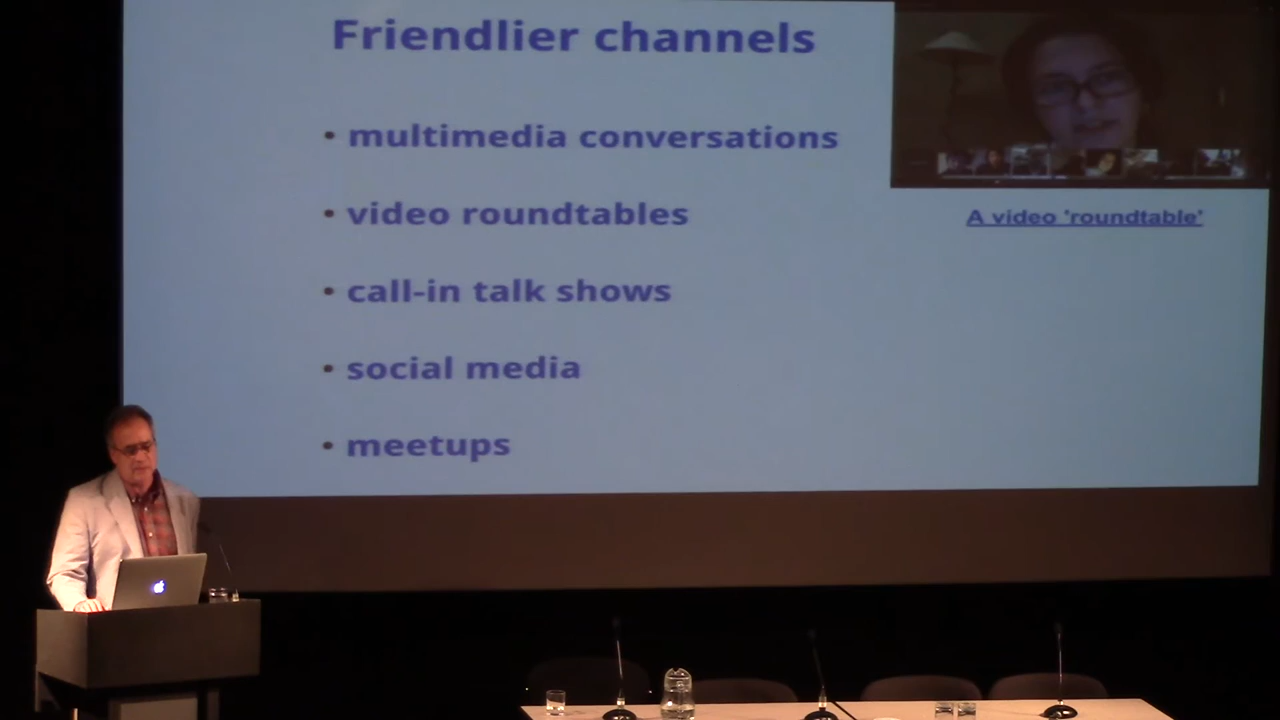 Friendlier channels
• multimedia conversations
• video roundtables
• call-in talk shows
• social media
• meetups
A video 'roundtable'